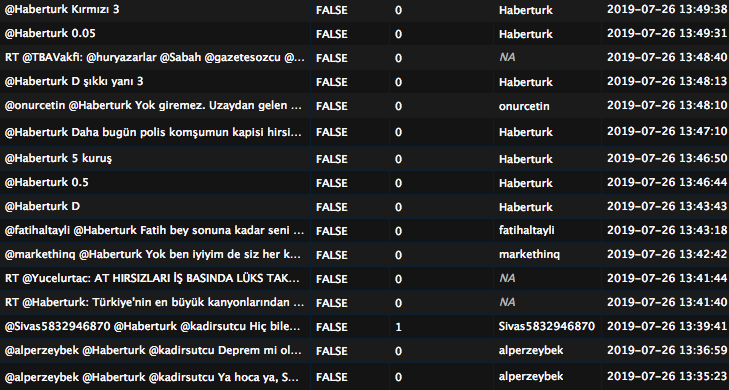 @Haberturk Kırmızı 3 FALSE 0 Haberturk 2019-07-26 13:49:38
@Haberturk 0.05 FALSE 0 Haberturk 2019-07-26 13:49:31
RT @TBAVakfi: @huryazarlar @Sabah @gazetesozcu @... FALSE 0 NA 2019-07-26 13:48:40
@Haberturk D şıkkı yanı 3 FALSE 0 Haberturk 2019-07-26 13:48:13
@onurcetin @Haberturk Yok giremez. Uzaydan gelen ... FALSE 0 onurcetin 2019-07-26 13:48:10
@Haberturk Daha bugün polis komşumun kapisi hirsi... FALSE 0 Haberturk 2019-07-26 13:47:10
@Haberturk 5 kuruş FALSE 0 Haberturk 2019-07-26 13:46:50
@Haberturk 0.5 FALSE 0 Haberturk 2019-07-26 13:46:44
@Haberturk D FALSE 0 Haberturk 2019-07-26 13:43:43
@fatihaltayli @Haberturk Fatih bey sonuna kadar seni ... FALSE 0 fatihaltayli 2019-07-26 13:43:18
@markethinq @Haberturk Yok ben iyiyim de siz her k... FALSE 0 markethinq 2019-07-26 13:42:42
RT @Yucelurtac: AT HIRSIZLARI İŞ BASINDA LÜKS TAK... FALSE 0 NA 2019-07-26 13:41:44
RT @Haberturk: Türkiye'nin en büyük kanyonlarından ... FALSE 0 NA 2019-07-26 13:41:40
@Sivas5832946870 @Haberturk @kadirsutcu Hiç bile... FALSE 1 Sivas5832946870 2019-07-26 13:39:41
@alperzeybek @Haberturk @kadirsutcu Deprem mi ol... FALSE 0 alperzeybek 2019-07-26 13:36:59
@alperzeybek @Haberturk @kadirsutcu Ya hoca ya, S... FALSE 0 alperzeybek 2019-07-26 13:35:23